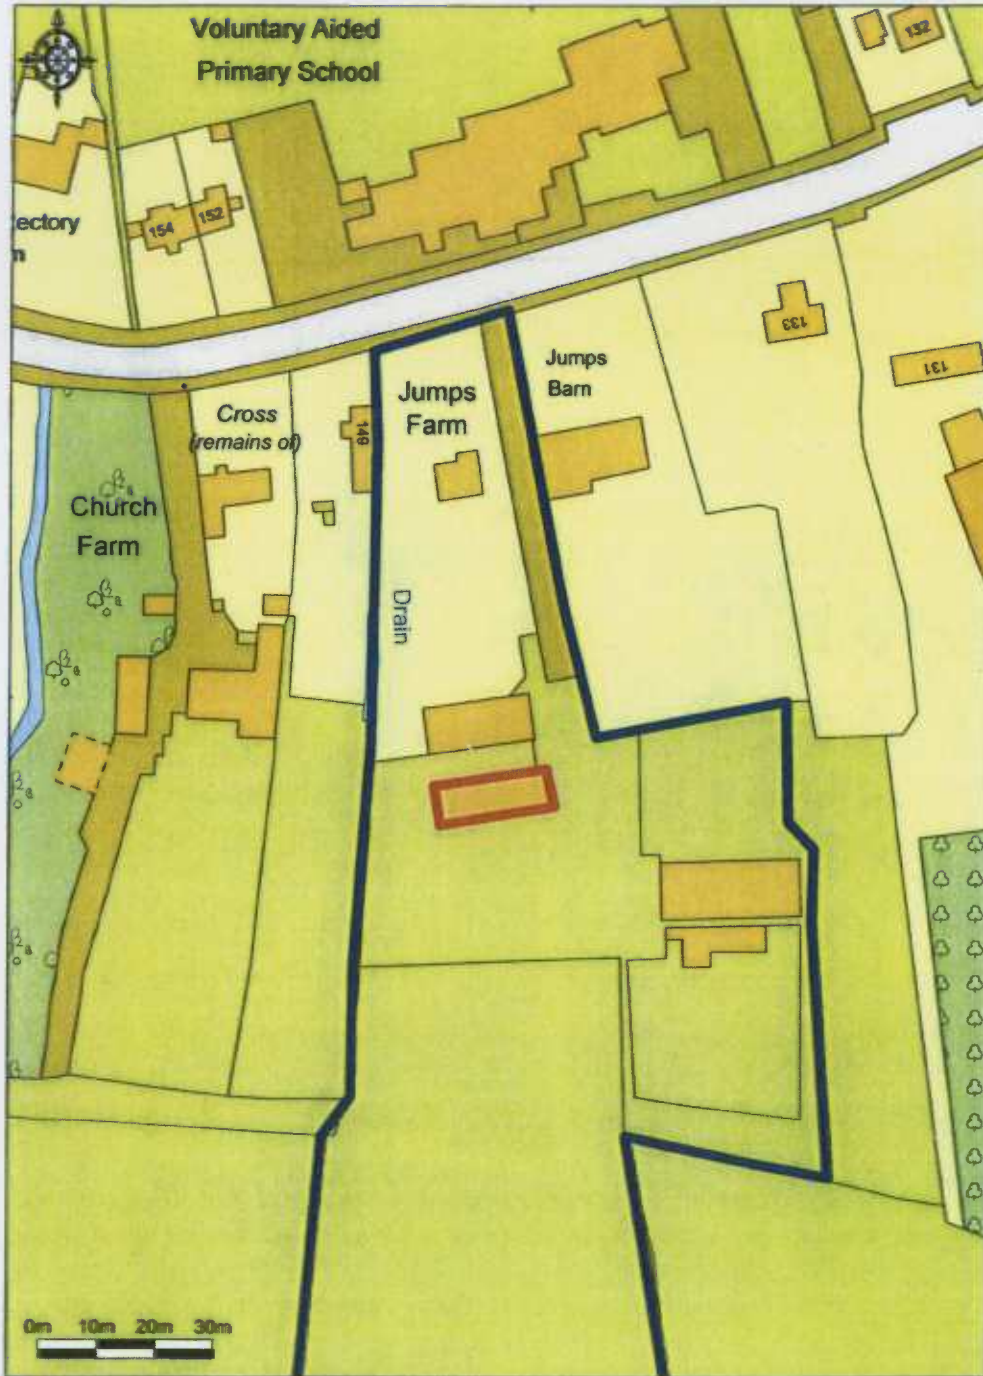 Voluntary Aided
Primary School
132
ectory
154
152
133
131
Jumps
Barn
Jumps
Farm
Cross
(remains of)
149
Church
Farm
Drain
0m 10m 20m 30m